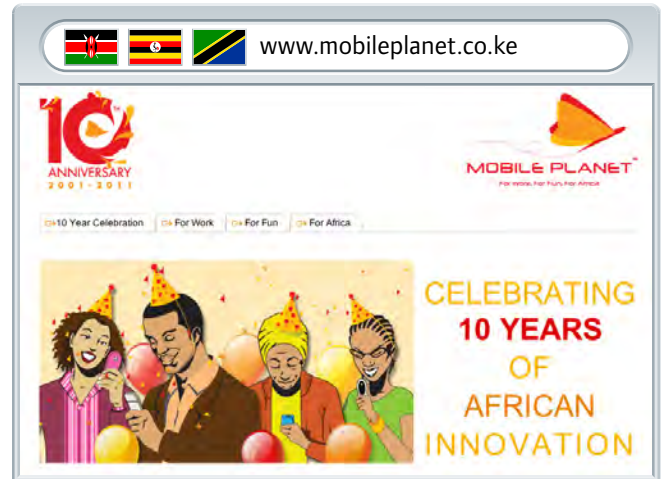 www.mobileplanet.co.ke
10
ANNIVERSARY
2001-2011
MOBILE PLANET™
For Work, For Fun, For Africa
10 Year Celebration
For Work
For Fun
For Africa
CELEBRATING
10 YEARS
OF
AFRICAN
INNOVATION